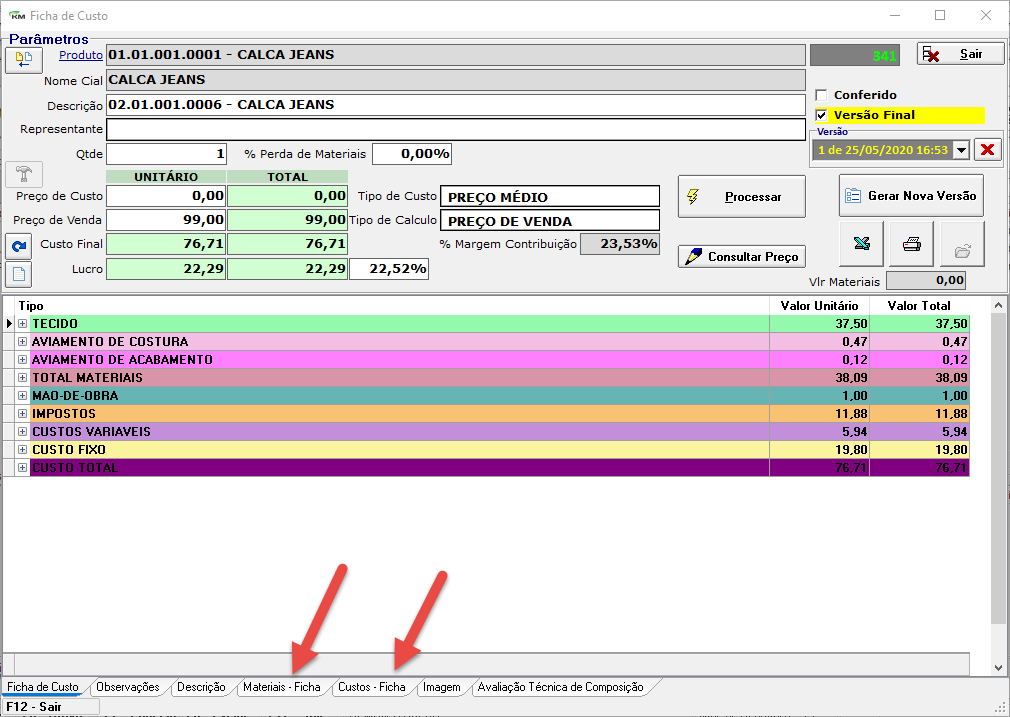 KM Ficha de Custo
Parâmetros
Produto 01.01.001.0001 - CALCA JEANS 341 Sair
Nome Cial CALCA JEANS
Descrição 02.01.001.0006 - CALCA JEANS
Conferido
Versão Final
Representante
Versão
Qtde 1 % Perda de Materiais 0,00%
1 de 25/05/2020 16:53
UNITÁRIO TOTAL
Preço de Custo 0,00 0,00 Tipo de Custo PREÇO MÉDIO
Processar Gerar Nova Versão
Preço de Venda 99,00 99,00 Tipo de Calculo PREÇO DE VENDA
Custo Final 76,71 76,71 % Margem Contribuição 23,53%
Consultar Preço
Lucro 22,29 22,29 22,52%
Vlr Materiais 0,00
Tipo Valor Unitário Valor Total
TECIDO 37,50 37,50
AVIAMENTO DE COSTURA 0,47 0,47
AVIAMENTO DE ACABAMENTO 0,12 0,12
TOTAL MATERIAIS 38,09 38,09
MAO-DE-OBRA 1,00 1,00
IMPOSTOS 11,88 11,88
CUSTOS VARIAVEIS 5,94 5,94
CUSTO FIXO 19,80 19,80
CUSTO TOTAL 76,71 76,71
Ficha de Custo Observações Descrição Materiais - Ficha Custos - Ficha Imagem Avaliação Técnica de Composição
F12 - Sair